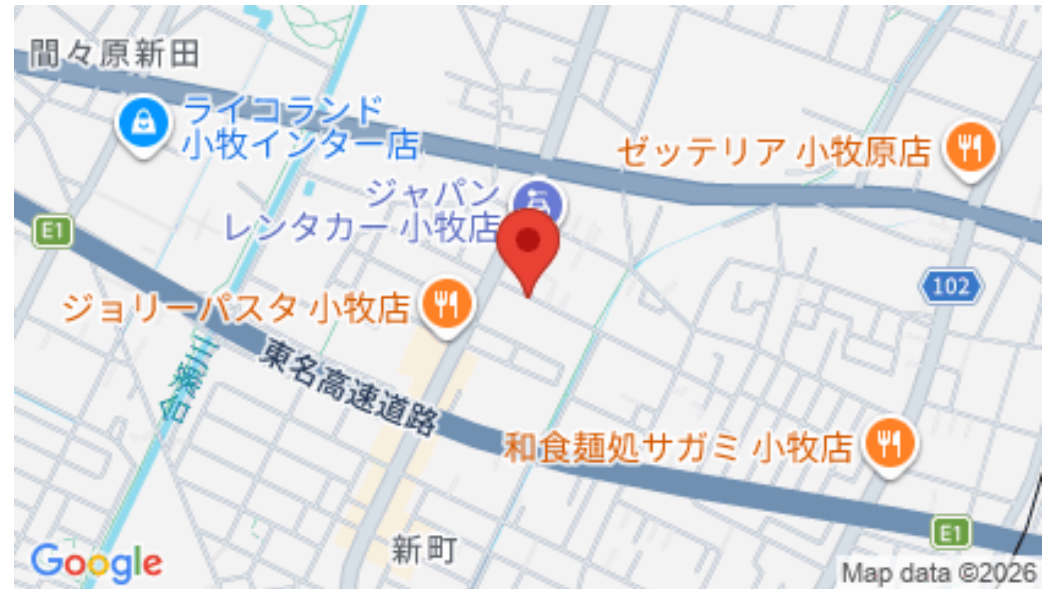 間々原新田
ライコランド
小牧インター店
ゼッテリア 小牧原店
ジャパン
レンタカー 小牧店
E1
102
ジョリーパスタ 小牧店
東名高速道路
合瀬川
和食麺処サガミ 小牧店
E1
新町
Google
Map data ©2026